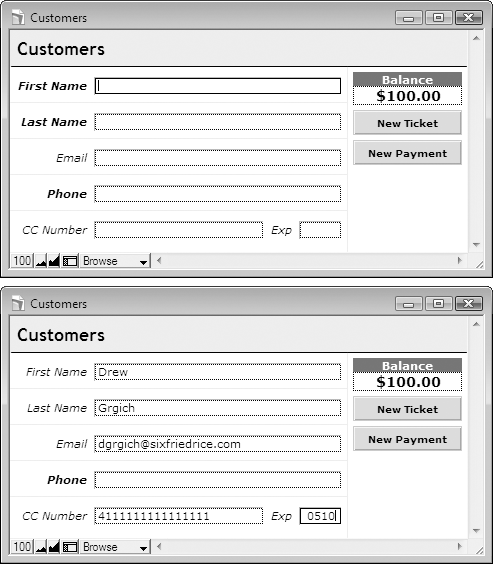 Customers
Customers
First Name
Balance
$100.00
Last Name
New Ticket
Email
New Payment
Phone
CC Number Exp
100 Browse
Customers
Customers
First Name Drew
Balance
$100.00
Last Name Grgich
New Ticket
Email dgrgich@sixfriedrice.com
New Payment
Phone
CC Number 4111111111111111 Exp 0510
100 Browse